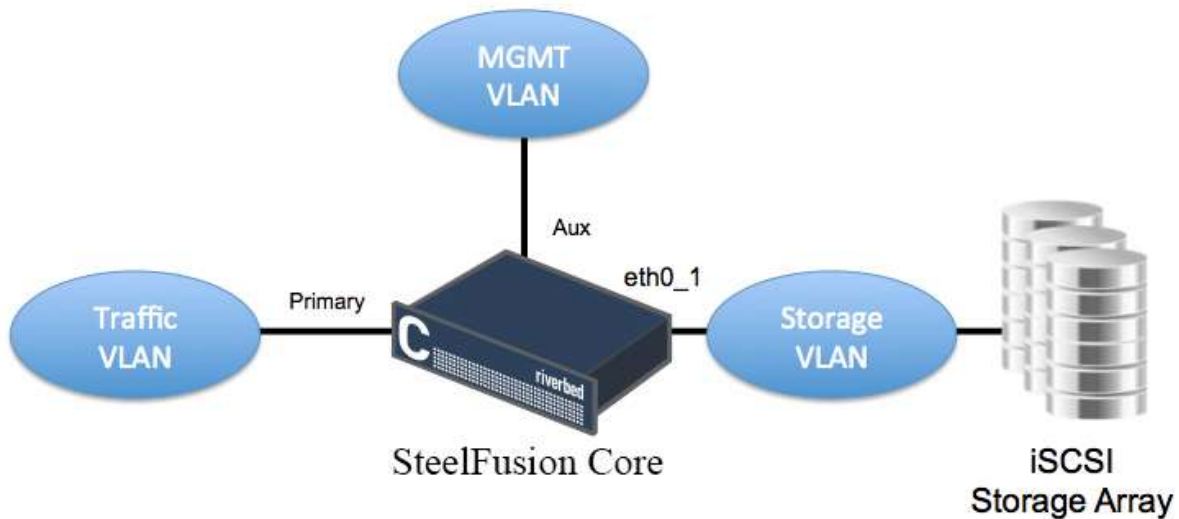 MGMT
VLAN
Aux
eth0_1
Primary
Traffic
VLAN
C
riverbed
Storage
VLAN
SteelFusion Core
iSCSI
Storage Array